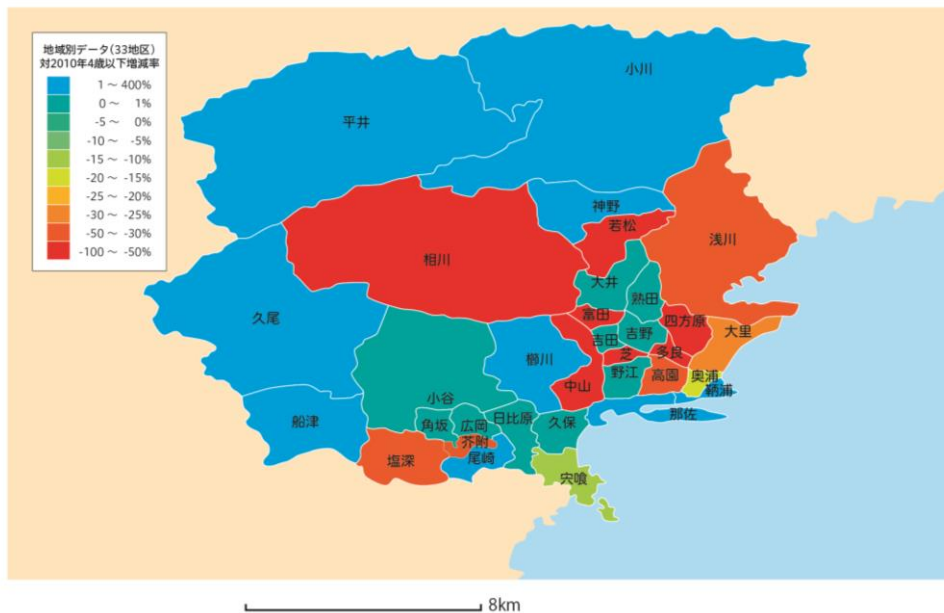 地域別データ(33地区)
対2010年4歳以下増減率
1～400%
0～ 1%
-5～ 0%
-10～ -5%
-15～ -10%
-20～ -15%
-25～ -20%
-30～ -25%
-50～ -30%
-100～ -50%
小川
平井
神野
若松
浅川
相川
大井
熟田
久尾
富田
四方原
大里
吉田
吉野
櫛川
芝
多良
中山
野江
高園
奥浦
鞆浦
小谷
那佐
船津
角坂
広岡
日比原
久保
芥附
塩深
尾崎
宍喰
8km